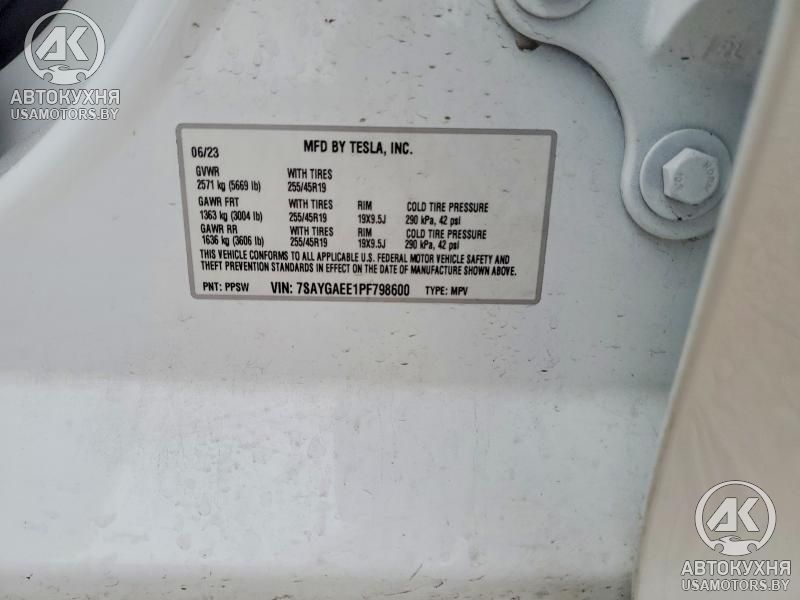 АК
АВТОКУХНЯ
USAMOTORS.BY
06/23 MFD BY TESLA, INC.
GVWR WITH TIRES
2571 kg (5669 lb) 255/45R19
GAWR FRT WITH TIRES RIM COLD TIRE PRESSURE
1363 kg (3004 lb) 255/45R19 19X9.5J 290 kPa, 42 psi
GAWR RR WITH TIRES RIM COLD TIRE PRESSURE
1636 kg (3606 lb) 255/45R19 19X9.5J 290 kPa, 42 psi
THIS VEHICLE CONFORMS TO ALL APPLICABLE U.S. FEDERAL MOTOR VEHICLE SAFETY AND
THEFT PREVENTION STANDARDS IN EFFECT ON THE DATE OF MANUFACTURE SHOWN ABOVE.
PNT: PPSW VIN: 7SAYGAEE1PF798600 TYPE: MPV
АК
АВТОКУХНЯ
USAMOTORS.BY